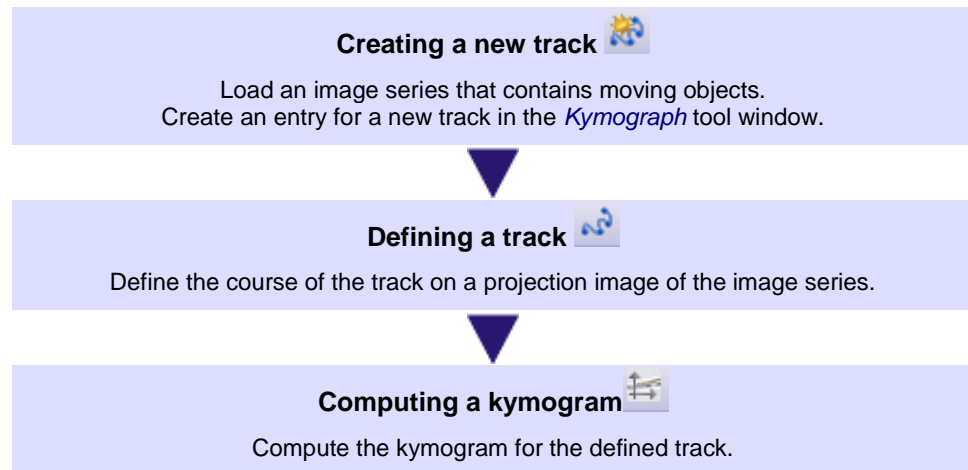 Creating a new track
Load an image series that contains moving objects.
Create an entry for a new track in the Kymograph tool window.
Defining a track
Define the course of the track on a projection image of the image series.
Computing a kymogram
Compute the kymogram for the defined track.